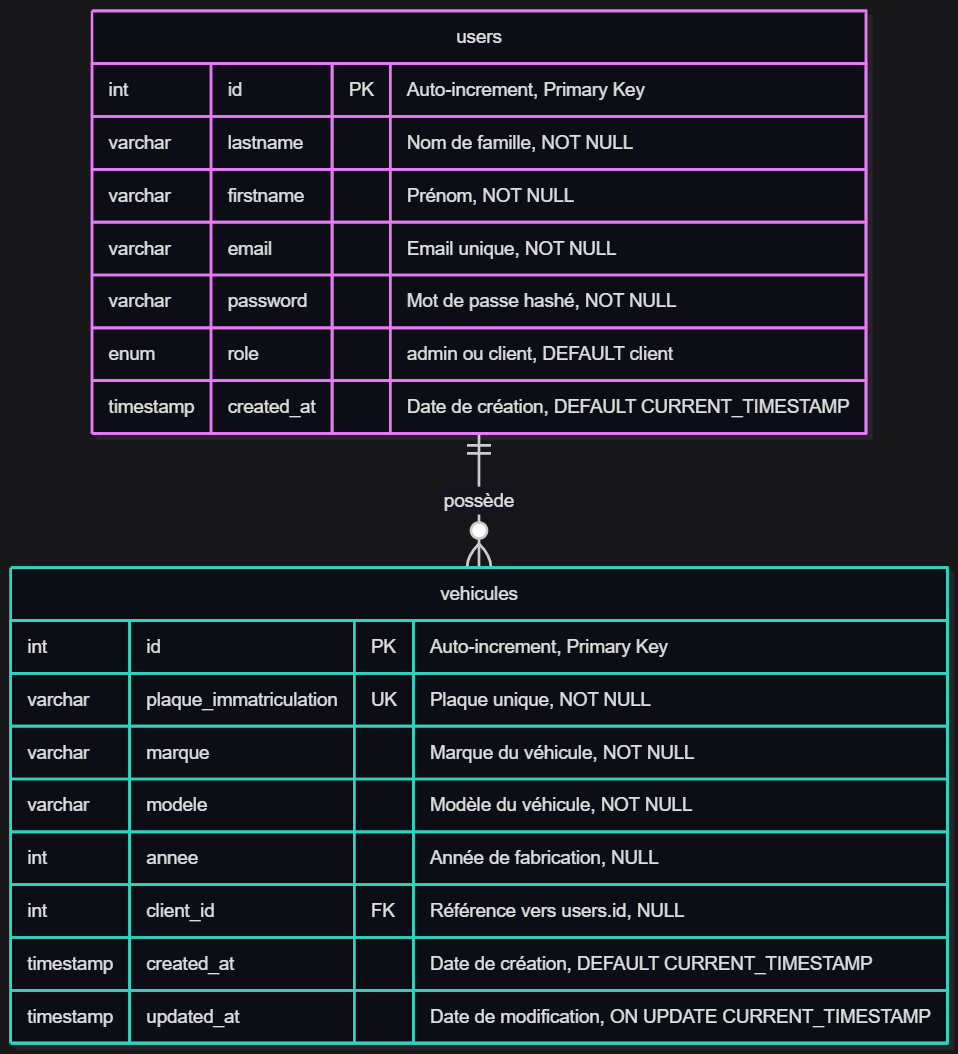 users
int id PK Auto-increment, Primary Key
varchar lastname Nom de famille, NOT NULL
varchar firstname Prénom, NOT NULL
varchar email Email unique, NOT NULL
varchar password Mot de passe hashé, NOT NULL
enum role admin ou client, DEFAULT client
timestamp created_at Date de création, DEFAULT CURRENT_TIMESTAMP
possède
vehicules
int id PK Auto-increment, Primary Key
varchar plaque_immatriculation UK Plaque unique, NOT NULL
varchar marque Marque du véhicule, NOT NULL
varchar modele Modèle du véhicule, NOT NULL
int annee Année de fabrication, NULL
int client_id FK Référence vers users.id, NULL
timestamp created_at Date de création, DEFAULT CURRENT_TIMESTAMP
timestamp updated_at Date de modification, ON UPDATE CURRENT_TIMESTAMP